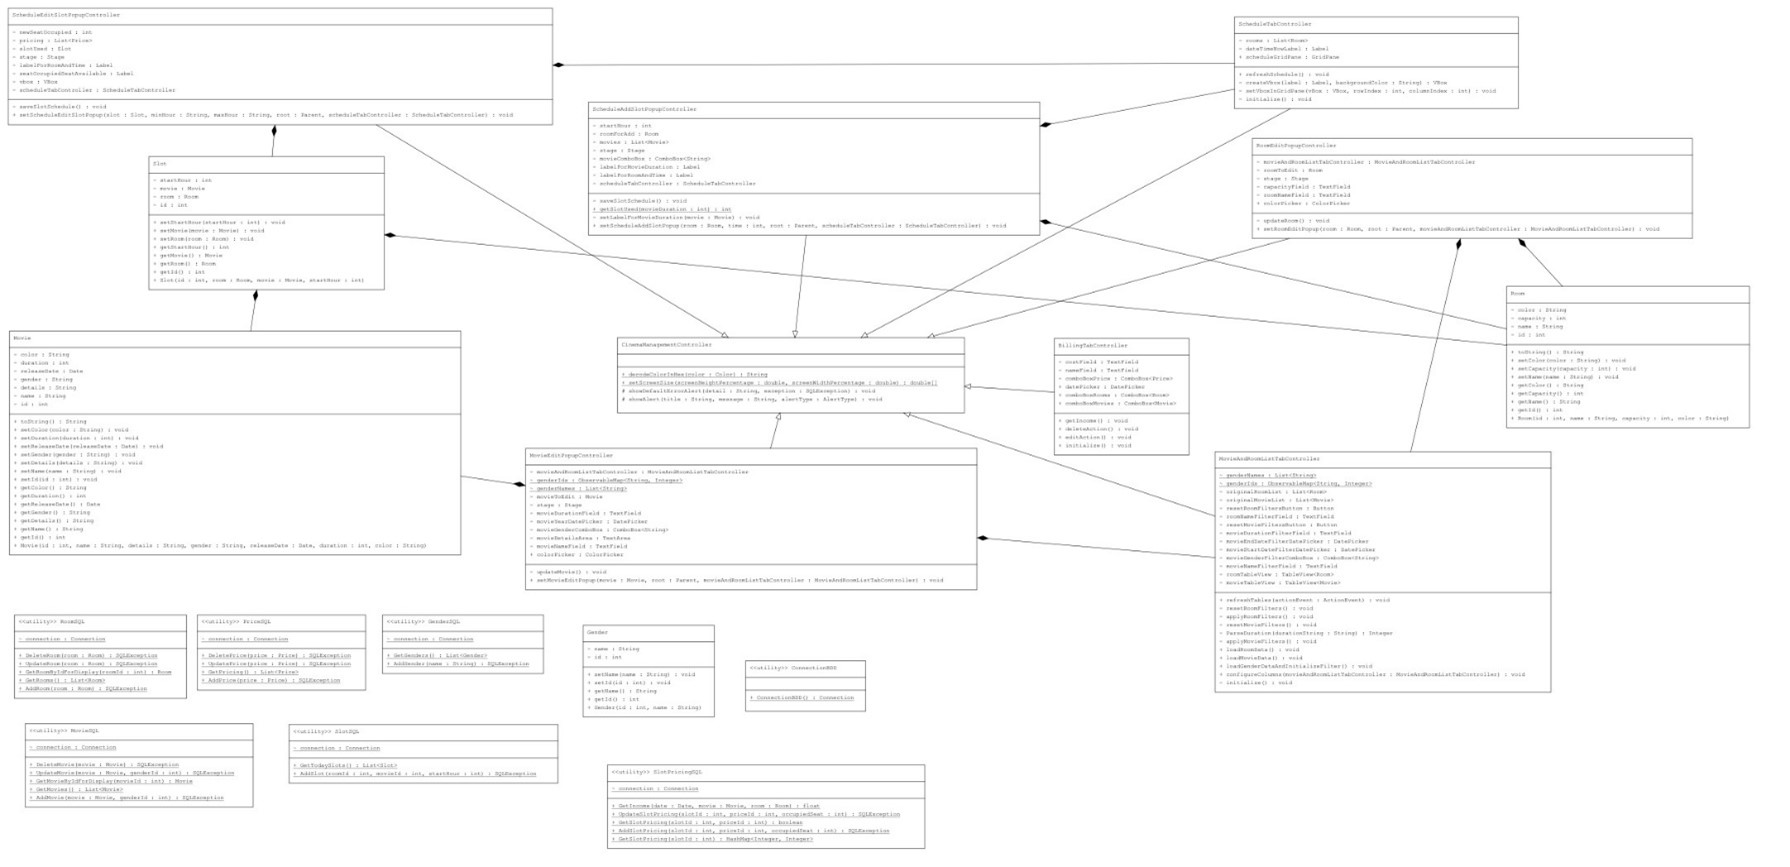 ScheduleEditSlotPopupController
- newSeatOccupied : int
- pricing : List<Price>
- slotUsed : Slot
- stage : Stage
- labelForRoomAndTime : Label
- seatOccupiedSeatAvailable : Label
- vbox : VBox
- scheduleTabController : ScheduleTabController
- saveSlotSchedule() : void
+ setScheduleEditSlotPopup(slot : Slot, minHour : String, maxHour : String, root : Parent, scheduleTabController : ScheduleTabController) : void
ScheduleTabController
- rooms : List<Room>
- dateTimeNowLabel : Label
+ scheduleGridPane : GridPane
+ refreshSchedule() : void
- createVbox(label : Label, backgroundColor : String) : VBox
- setVboxInGridPane(vBox : VBox, rowIndex : int, columnIndex : int) : void
- initialize() : void
ScheduleAddSlotPopupController
- startHour : int
- roomForAdd : Room
- movies : List<Movie>
- stage : Stage
- movieComboBox : ComboBox<String>
- labelForMovieDuration : Label
- labelForRoomAndTime : Label
- scheduleTabController : ScheduleTabController
- saveSlotSchedule() : void
+ getSlotUsed(movieDuration : int) : int
- setLabelForMovieDuration(movie : Movie) : void
+ setScheduleAddSlotPopup(room : Room, time : int, root : Parent, scheduleTabController : ScheduleTabController) : void
RoomEditPopupController
- movieAndRoomListTabController : MovieAndRoomListTabController
- roomToEdit : Room
- stage : Stage
- capacityField : TextField
- roomNameField : TextField
+ colorPicker : ColorPicker
- updateRoom() : void
+ setRoomEditPopup(room : Room, root : Parent, movieAndRoomListTabController : MovieAndRoomListTabController) : void
Slot
- startHour : int
- movie : Movie
- room : Room
- id : int
+ setStartHour(startHour : int) : void
+ setMovie(movie : Movie) : void
+ setRoom(room : Room) : void
+ getStartHour() : int
+ getMovie() : Movie
+ getRoom() : Room
+ getId() : int
+ Slot(id : int, room : Room, movie : Movie, startHour : int)
Room
- color : String
- capacity : int
- name : String
- id : int
+ toString() : String
+ setColor(color : String) : void
+ setCapacity(capacity : int) : void
+ setName(name : String) : void
+ getColor() : String
+ getCapacity() : int
+ getName() : String
+ getId() : int
+ Room(id : int, name : String, capacity : int, color : String)
Movie
- color : String
- duration : int
- releaseDate : Date
- gender : String
- details : String
- name : String
- id : int
+ toString() : String
+ setColor(color : String) : void
+ setDuration(duration : int) : void
+ setReleaseDate(releaseDate : Date) : void
+ setGender(gender : String) : void
+ setDetails(details : String) : void
+ setName(name : String) : void
+ setId(id : int) : void
+ getColor() : String
+ getDuration() : int
+ getReleaseDate() : Date
+ getGender() : String
+ getDetails() : String
+ getName() : String
+ getId() : int
+ Movie(id : int, name : String, details : String, gender : String, releaseDate : Date, duration : int, color : String)
CinemaManagementController
+ decodeColorInHex(color : Color) : String
+ setScreenSize(screenHeightPercentage : double, screenWidthPercentage : double) : double[]
# showDefaultErrorAlert(detail : String, exception : SQLException) : void
# showAlert(title : String, message : String, alertType : AlertType) : void
BillingTabController
- costField : TextField
- nameField : TextField
- comboBoxPrice : ComboBox<Price>
+ datePicker : DatePicker
+ comboBoxRooms : ComboBox<Room>
+ comboBoxMovies : ComboBox<Movie>
+ getIncome() : void
+ deleteAction() : void
+ editAction() : void
+ initialize() : void
MovieEditPopupController
- movieAndRoomListTabController : MovieAndRoomListTabController
- genderIds : ObservableMap<String, Integer>
- genderNames : List<String>
- movieToEdit : Movie
- stage : Stage
- movieDurationField : TextField
- movieYearDatePicker : DatePicker
- movieGenderComboBox : ComboBox<String>
- movieDetailsArea : TextArea
- movieNameField : TextField
+ colorPicker : ColorPicker
- updateMovie() : void
+ setMovieEditPopup(movie : Movie, root : Parent, movieAndRoomListTabController : MovieAndRoomListTabController) : void
MovieAndRoomListTabController
- genderNames : List<String>
- genderIds : ObservableMap<String, Integer>
- originalRoomList : List<Room>
- originalMovieList : List<Movie>
- resetRoomFiltersButton : Button
- roomNameFilterField : TextField
- resetMovieFiltersButton : Button
- movieDurationFilterField : TextField
- movieEndDateFilterDatePicker : DatePicker
- movieStartDateFilterDatePicker : DatePicker
- movieGenderFilterComboBox : ComboBox<String>
- movieNameFilterField : TextField
- roomTableView : TableView<Room>
- movieTableView : TableView<Movie>
+ refreshTables(actionEvent : ActionEvent) : void
- resetRoomFilters() : void
- applyRoomFilters() : void
- resetMovieFilters() : void
- ParseDuration(durationString : String) : Integer
- applyMovieFilters() : void
- loadRoomData() : void
- loadMovieData() : void
+ loadGenderDataAndInitializeFilter() : void
+ configureColumns(movieAndRoomListTabController : MovieAndRoomListTabController) : void
- initialize() : void
<<utility>> RoomSQL
- connection : Connection
+ DeleteRoom(room : Room) : SQLException
+ UpdateRoom(room : Room) : SQLException
+ GetRoomByIdForDisplay(roomId : int) : Room
+ GetRooms() : List<Room>
+ AddRoom(room : Room) : SQLException
<<utility>> PriceSQL
- connection : Connection
+ DeletePrice(price : Price) : SQLException
+ UpdatePrice(price : Price) : SQLException
+ GetPricing() : List<Price>
+ AddPrice(price : Price) : SQLException
<<utility>> GenderSQL
- connection : Connection
+ GetGenders() : List<Gender>
+ AddGender(name : String) : SQLException
Gender
- name : String
- id : int
+ setName(name : String) : void
+ setId(id : int) : void
+ getName() : String
+ getId() : int
+ Gender(id : int, name : String)
<<utility>> ConnectionBDD
+ ConnectionBDD() : Connection
<<utility>> MovieSQL
- connection : Connection
+ DeleteMovie(movie : Movie) : SQLException
+ UpdateMovie(movie : Movie, genderId : int) : SQLException
+ GetMovieByIdForDisplay(movieId : int) : Movie
+ GetMovies() : List<Movie>
+ AddMovie(movie : Movie, genderId : int) : SQLException
<<utility>> SlotSQL
- connection : Connection
+ GetTodaySlots() : List<Slot>
+ AddSlot(roomId : int, movieId : int, startHour : int) : SQLException
<<utility>> SlotPricingSQL
- connection : Connection
+ GetIncome(date : Date, movie : Movie, room : Room) : float
+ UpdateSlotPricing(slotId : int, priceId : int, occupiedSeat : int) : SQLException
+ GetSlotPricing(slotId : int, priceId : int) : boolean
+ AddSlotPricing(slotId : int, priceId : int, occupiedSeat : int) : SQLException
+ GetSlotPricing(slotId : int) : HashMap<Integer, Integer>